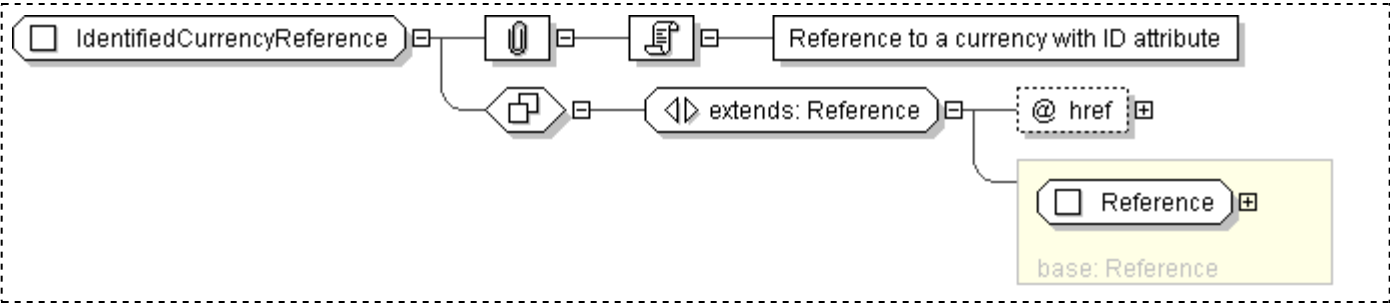 IdentifiedCurrencyReference
Reference to a currency with ID attribute
extends: Reference
@ href
Reference
base: Reference